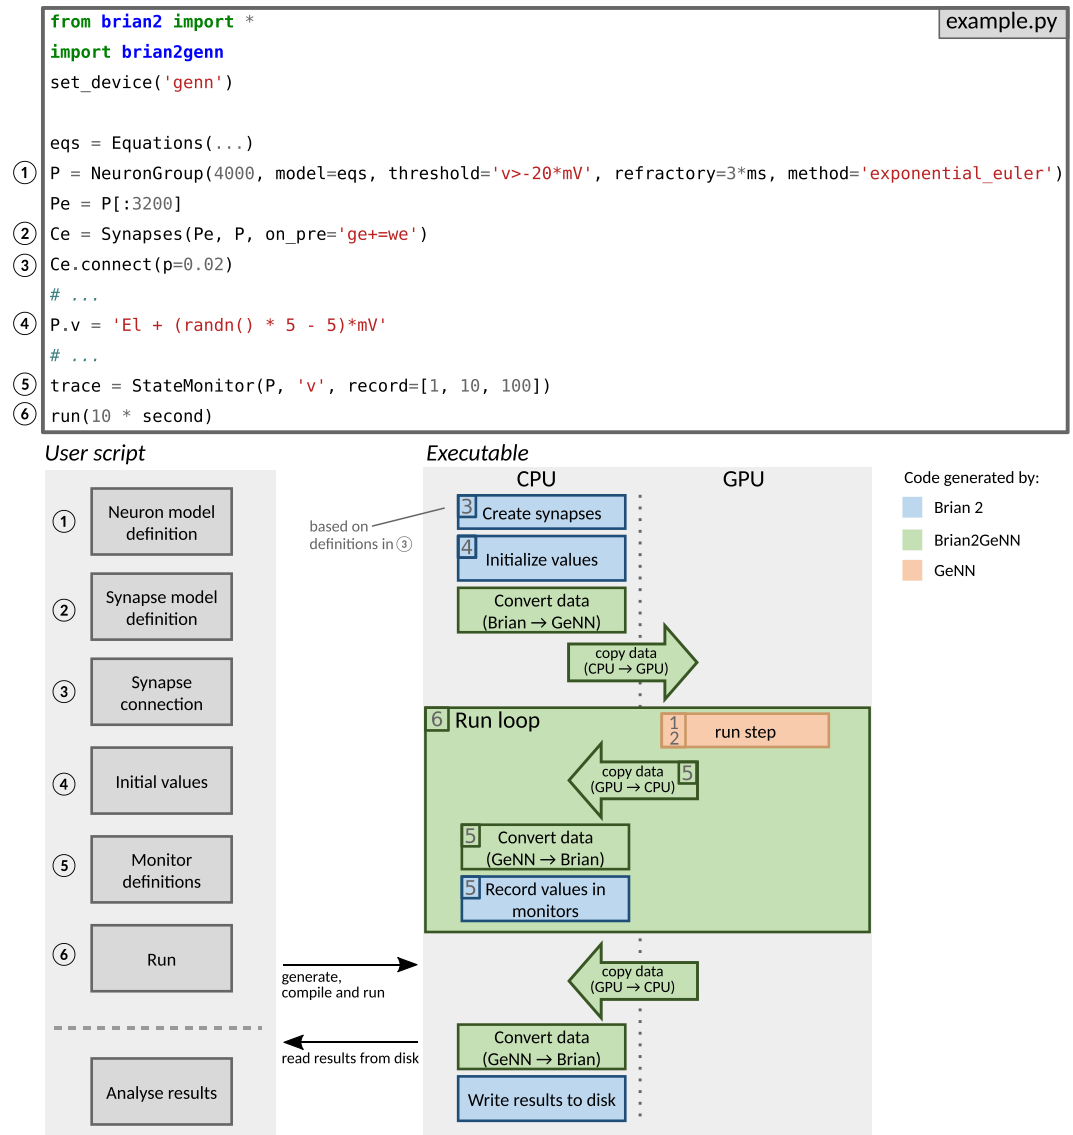 example.py
from brian2 import *
import brian2genn
set_device('genn')
eqs = Equations(...)
① P = NeuronGroup(4000, model=eqs, threshold='v>-20*mV', refractory=3*ms, method='exponential_euler')
Pe = P[:3200]
② Ce = Synapses(Pe, P, on_pre='ge+=we')
③ Ce.connect(p=0.02)
# ...
④ P.v = 'El + (randn() * 5 - 5)*mV'
# ...
⑤ trace = StateMonitor(P, 'v', record=[1, 10, 100])
⑥ run(10 * second)
User script
① Neuron model
definition
② Synapse model
definition
③ Synapse
connection
④ Initial values
⑤ Monitor
definitions
⑥ Run
Analyse results
generate,
compile and run
read results from disk
based on
definitions in ③
Executable
CPU
GPU
3 Create synapses
4 Initialize values
Convert data
(Brian → GeNN)
copy data
(CPU → GPU)
6 Run loop
1
2
run step
copy data
(GPU → CPU)
5
5 Convert data
(GeNN → Brian)
5 Record values in
monitors
copy data
(GPU → CPU)
Convert data
(GeNN → Brian)
Write results to disk
Code generated by:
Brian 2
Brian2GeNN
GeNN